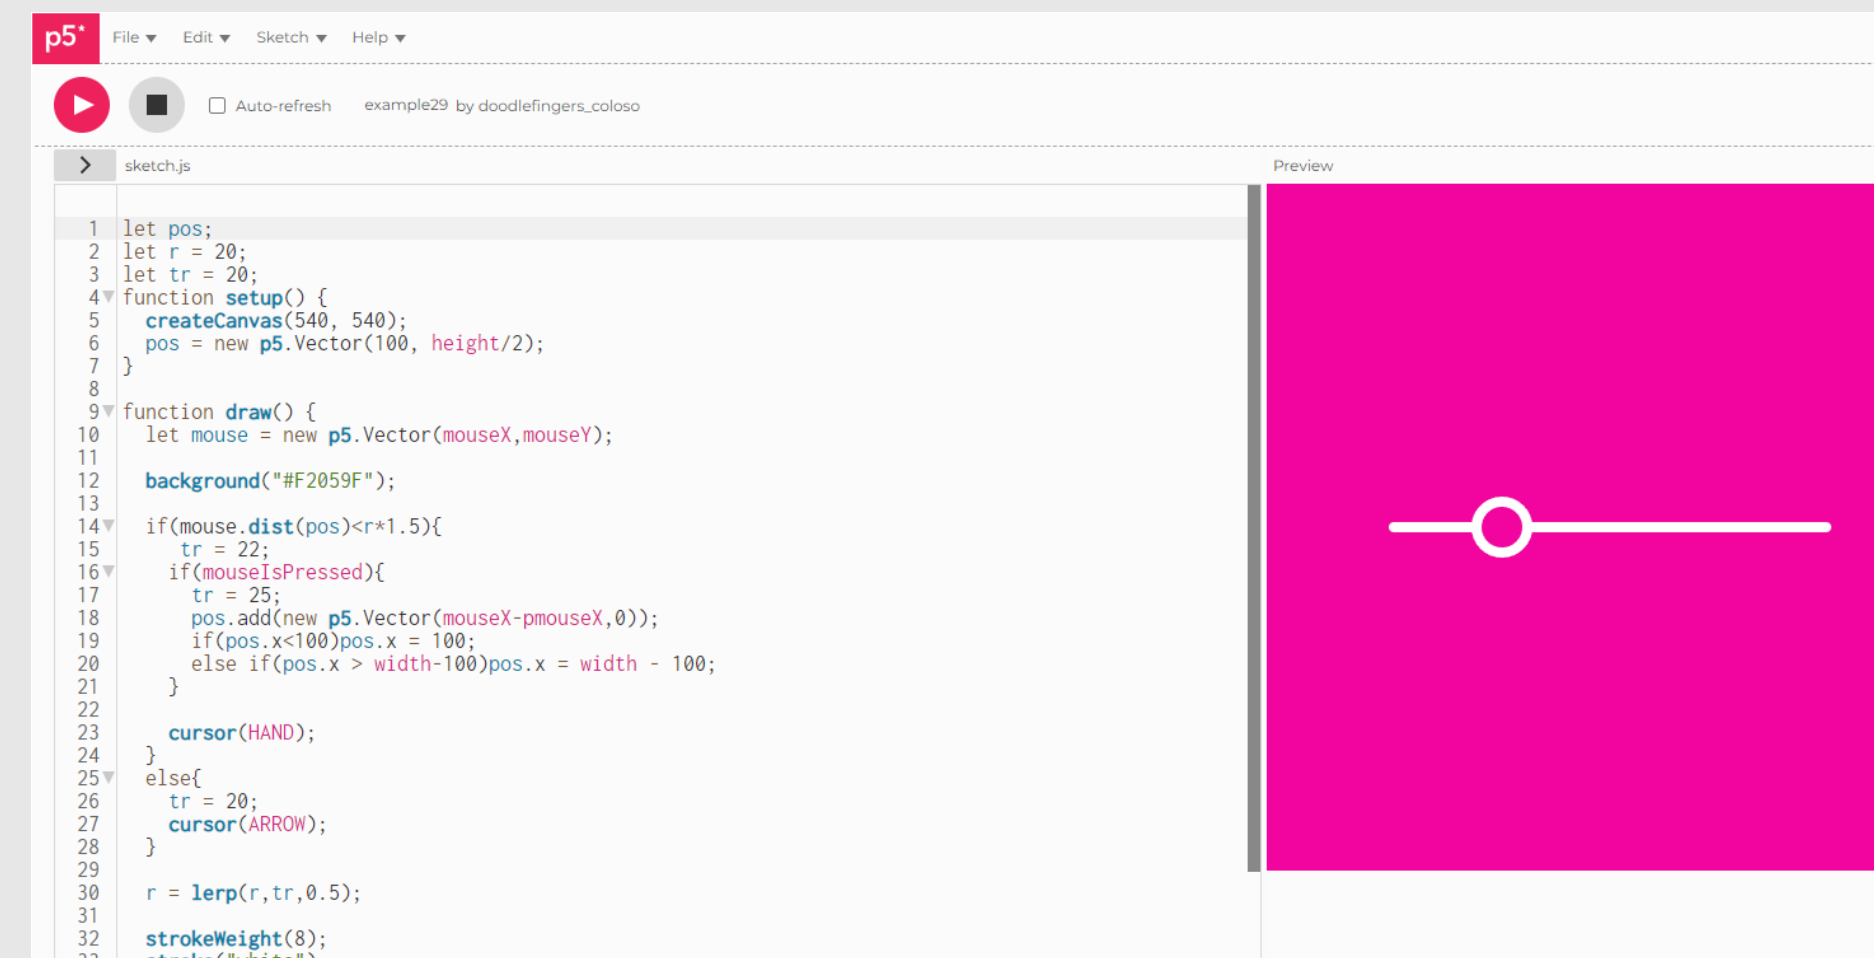 p5*
File Edit Sketch Help
Auto-refresh example29 by doodlefingers_coloso
sketch.js
Preview
1 let pos;
2 let r = 20;
3 let tr = 20;
4 function setup() {
5 createCanvas(540, 540);
6 pos = new p5.Vector(100, height/2);
7 }
8
9 function draw() {
10 let mouse = new p5.Vector(mouseX,mouseY);
11
12 background("#F2059F");
13
14 if(mouse.dist(pos)<r*1.5){
15 tr = 22;
16 if(mouseIsPressed){
17 tr = 25;
18 pos.add(new p5.Vector(mouseX-pmouseX,0));
19 if(pos.x<100)pos.x = 100;
20 else if(pos.x > width-100)pos.x = width - 100;
21 }
22
23 cursor(HAND);
24 }
25 else{
26 tr = 20;
27 cursor(ARROW);
28 }
29
30 r = lerp(r,tr,0.5);
31
32 strokeWeight(8);